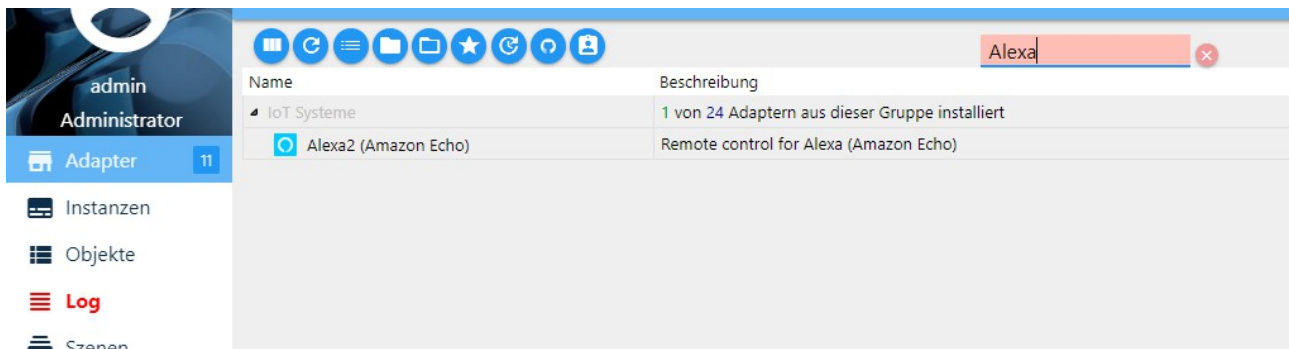 admin
Administrator
Adapter 11
Instanzen
Objekte
Log
Szenen
Alexa
Name Beschreibung
IoT Systeme 1 von 24 Adaptern aus dieser Gruppe installiert
Alexa2 (Amazon Echo) Remote control for Alexa (Amazon Echo)